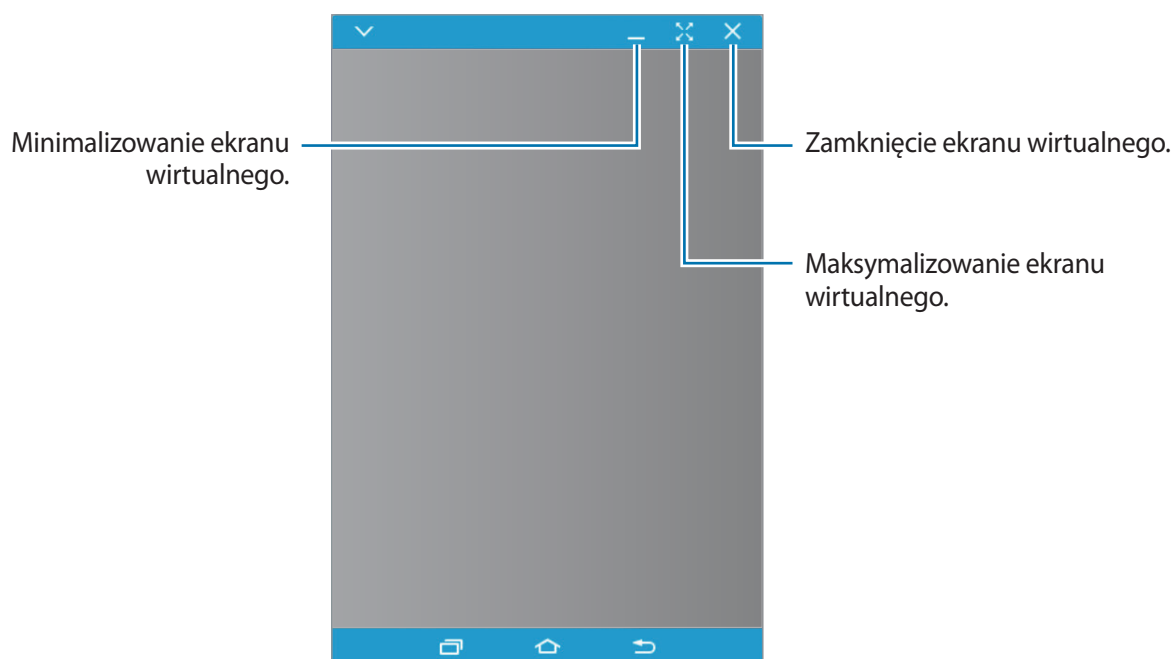 Minimalizowanie ekranu
wirtualnego.
Zamknięcie ekranu wirtualnego.
Maksymalizowanie ekranu
wirtualnego.